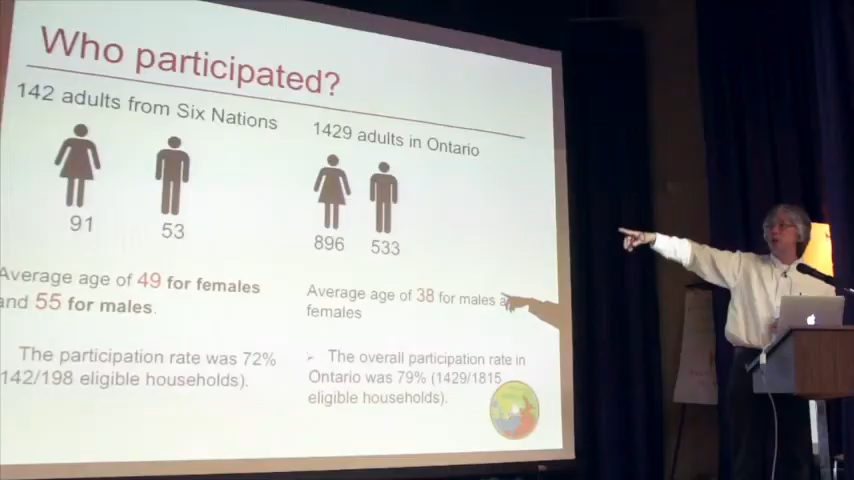 Who participated?
142 adults from Six Nations
91
53
Average age of 49 for females
and 55 for males.
The participation rate was 72%
142/198 eligible households).
1429 adults in Ontario
896
533
Average age of 38 for males
females
➢ The overall participation rate in
Ontario was 79% (1429/1815
eligible households).